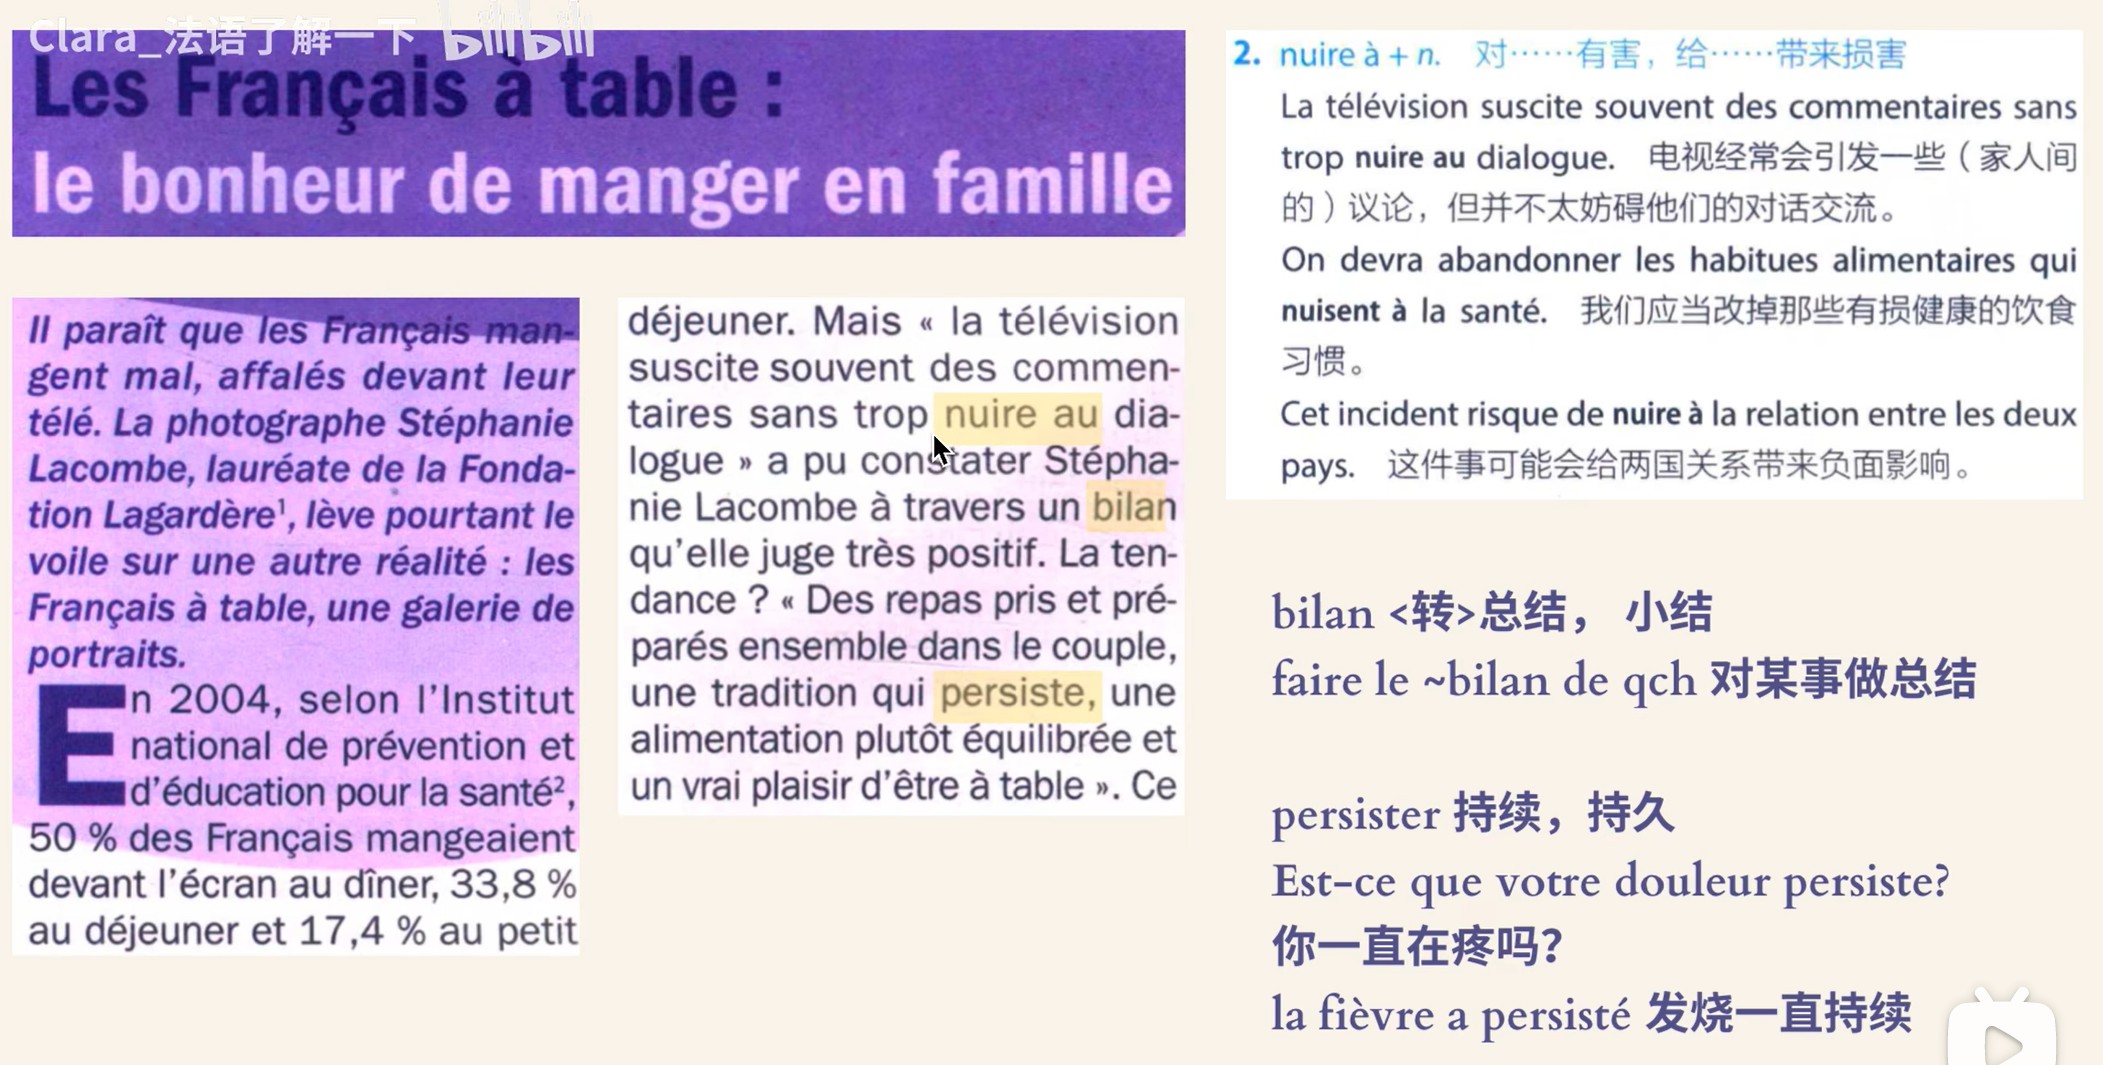 Clara_法语了解一下 bilibili
Les Français à table :
le bonheur de manger en famille
Il paraît que les Français man-
gent mal, affalés devant leur
télé. La photographe Stéphanie
Lacombe, lauréate de la Fonda-
tion Lagardère¹, lève pourtant le
voile sur une autre réalité : les
Français à table, une galerie de
portraits.
En 2004, selon l’Institut
national de prévention et
d’éducation pour la santé²,
50 % des Français mangeaient
devant l’écran au dîner, 33,8 %
au déjeuner et 17,4 % au petit
déjeuner. Mais « la télévision
suscite souvent des commen-
taires sans trop nuire au dia-
logue » a pu constater Stépha-
nie Lacombe à travers un bilan
qu’elle juge très positif. La ten-
dance ? « Des repas pris et pré-
parés ensemble dans le couple,
une tradition qui persiste, une
alimentation plutôt équilibrée et
un vrai plaisir d’être à table ». Ce
2. nuire à + n. 对……有害，给……带来损害
La télévision suscite souvent des commentaires sans
trop nuire au dialogue. 电视经常会引发一些（家人间
的）议论，但并不太妨碍他们的对话交流。
On devra abandonner les habitues alimentaires qui
nuisent à la santé. 我们应当改掉那些有损健康的饮食
习惯。
Cet incident risque de nuire à la relation entre les deux
pays. 这件事可能会给两国关系带来负面影响。
bilan <转>总结， 小结
faire le ~bilan de qch 对某事做总结
persister 持续，持久
Est-ce que votre douleur persiste?
你一直在疼吗?
la fièvre a persisté 发烧一直持续